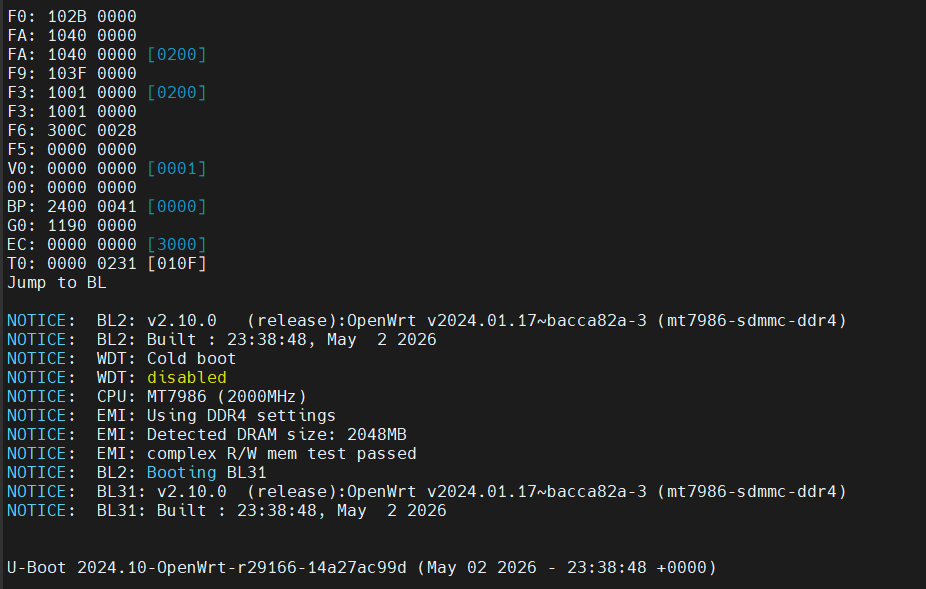 F0: 102B 0000
FA: 1040 0000
FA: 1040 0000 [0200]
F9: 103F 0000
F3: 1001 0000 [0200]
F3: 1001 0000
F6: 300C 0028
F5: 0000 0000
V0: 0000 0000 [0001]
00: 0000 0000
BP: 2400 0041 [0000]
G0: 1190 0000
EC: 0000 0000 [3000]
T0: 0000 0231 [010F]
Jump to BL

NOTICE:  BL2: v2.10.0   (release):OpenWrt v2024.01.17~bacca82a-3 (mt7986-sdmmc-ddr4)
NOTICE:  BL2: Built : 23:38:48, May  2 2026
NOTICE:  WDT: Cold boot
NOTICE:  WDT: disabled
NOTICE:  CPU: MT7986 (2000MHz)
NOTICE:  EMI: Using DDR4 settings
NOTICE:  EMI: Detected DRAM size: 2048MB
NOTICE:  EMI: complex R/W mem test passed
NOTICE:  BL2: Booting BL31
NOTICE:  BL31: v2.10.0  (release):OpenWrt v2024.01.17~bacca82a-3 (mt7986-sdmmc-ddr4)
NOTICE:  BL31: Built : 23:38:48, May  2 2026

U-Boot 2024.10-OpenWrt-r29166-14a27ac99d (May 02 2026 - 23:38:48 +0000)